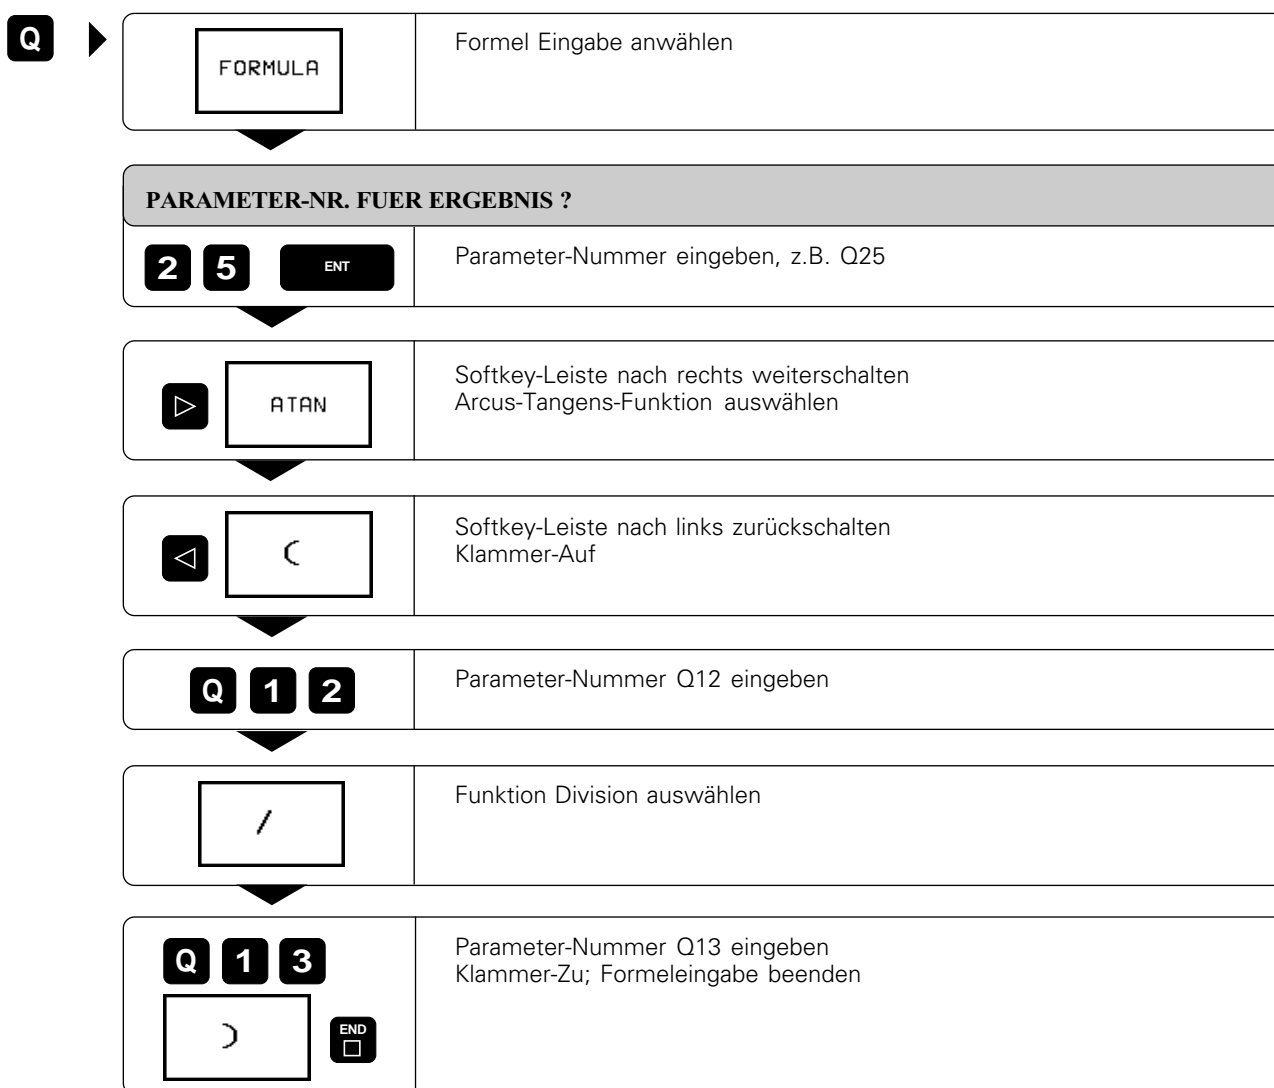 Q
FORMULA
Formel Eingabe anwählen
PARAMETER-NR. FUER ERGEBNIS ?
2 5 ENT
Parameter-Nummer eingeben, z.B. Q25
ATAN
Softkey-Leiste nach rechts weiterschalten
Arcus-Tangens-Funktion auswählen
(
Softkey-Leiste nach links zurückschalten
Klammer-Auf
Q 1 2
Parameter-Nummer Q12 eingeben
/
Funktion Division auswählen
Q 1 3
Parameter-Nummer Q13 eingeben
Klammer-Zu; Formeleingabe beenden
) END